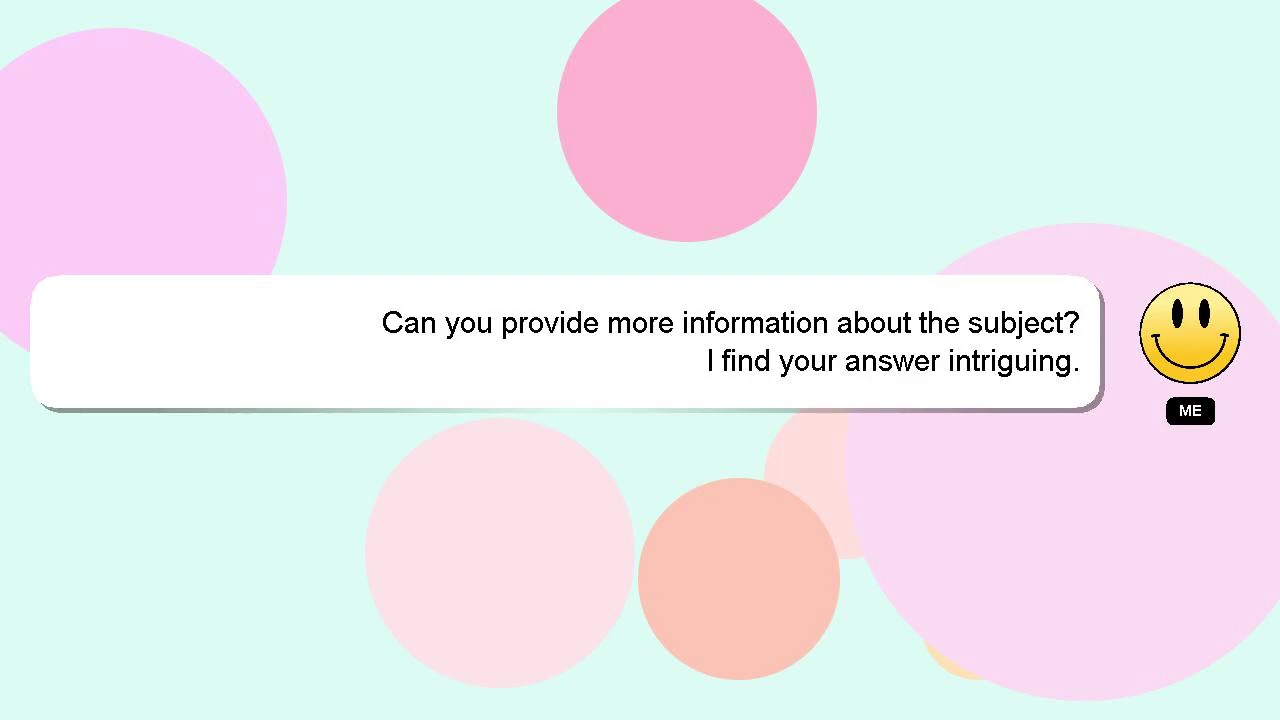 Can you provide more information about the subject?
I find your answer intriguing.
ME